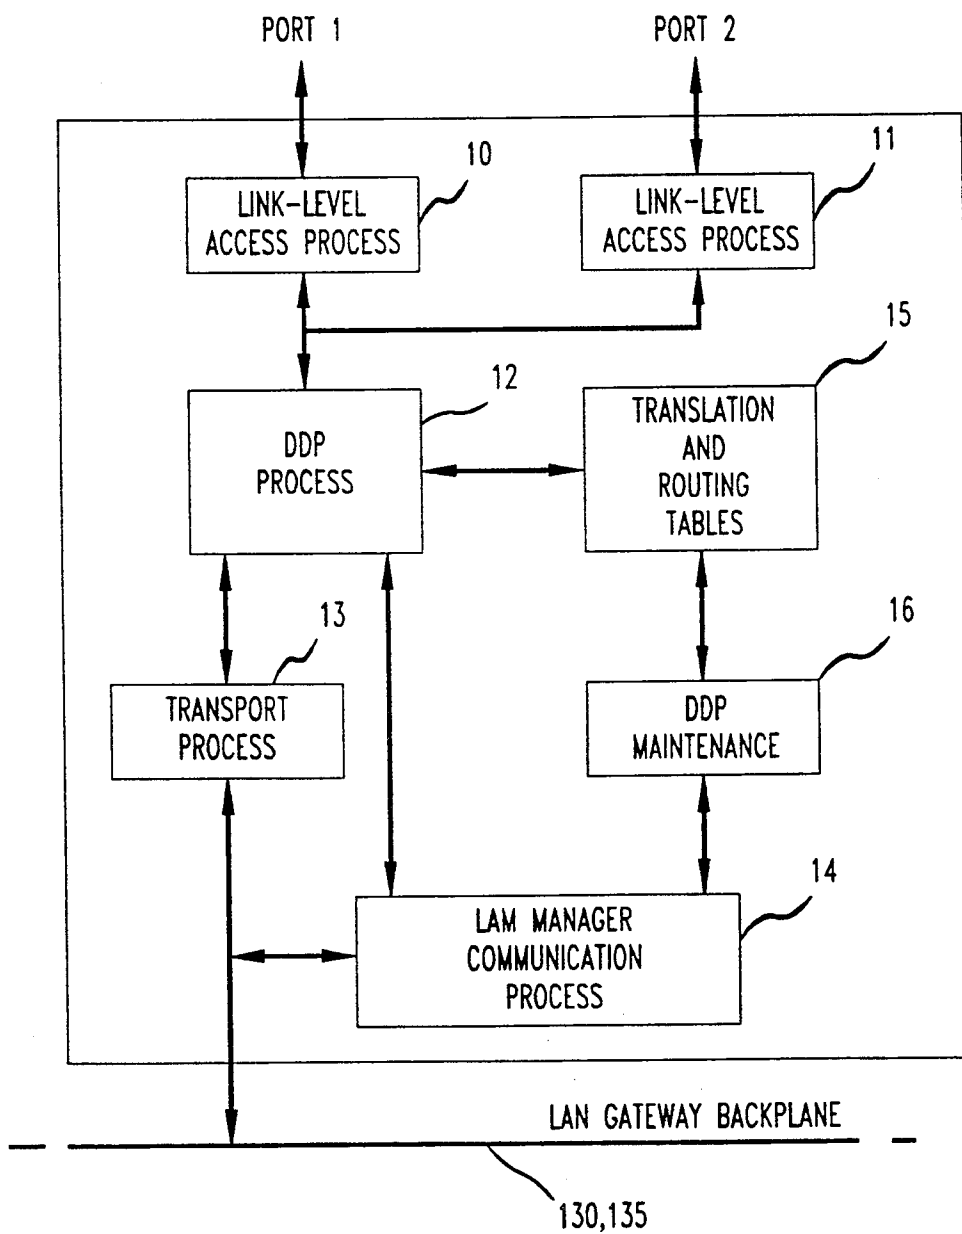 PORT 1
PORT 2
10
11
LINK-LEVEL
ACCESS PROCESS
LINK-LEVEL
ACCESS PROCESS
12
15
DDP
PROCESS
TRANSLATION
AND
ROUTING
TABLES
13
16
TRANSPORT
PROCESS
DDP
MAINTENANCE
14
LAM MANAGER
COMMUNICATION
PROCESS
LAN GATEWAY BACKPLANE
130,135